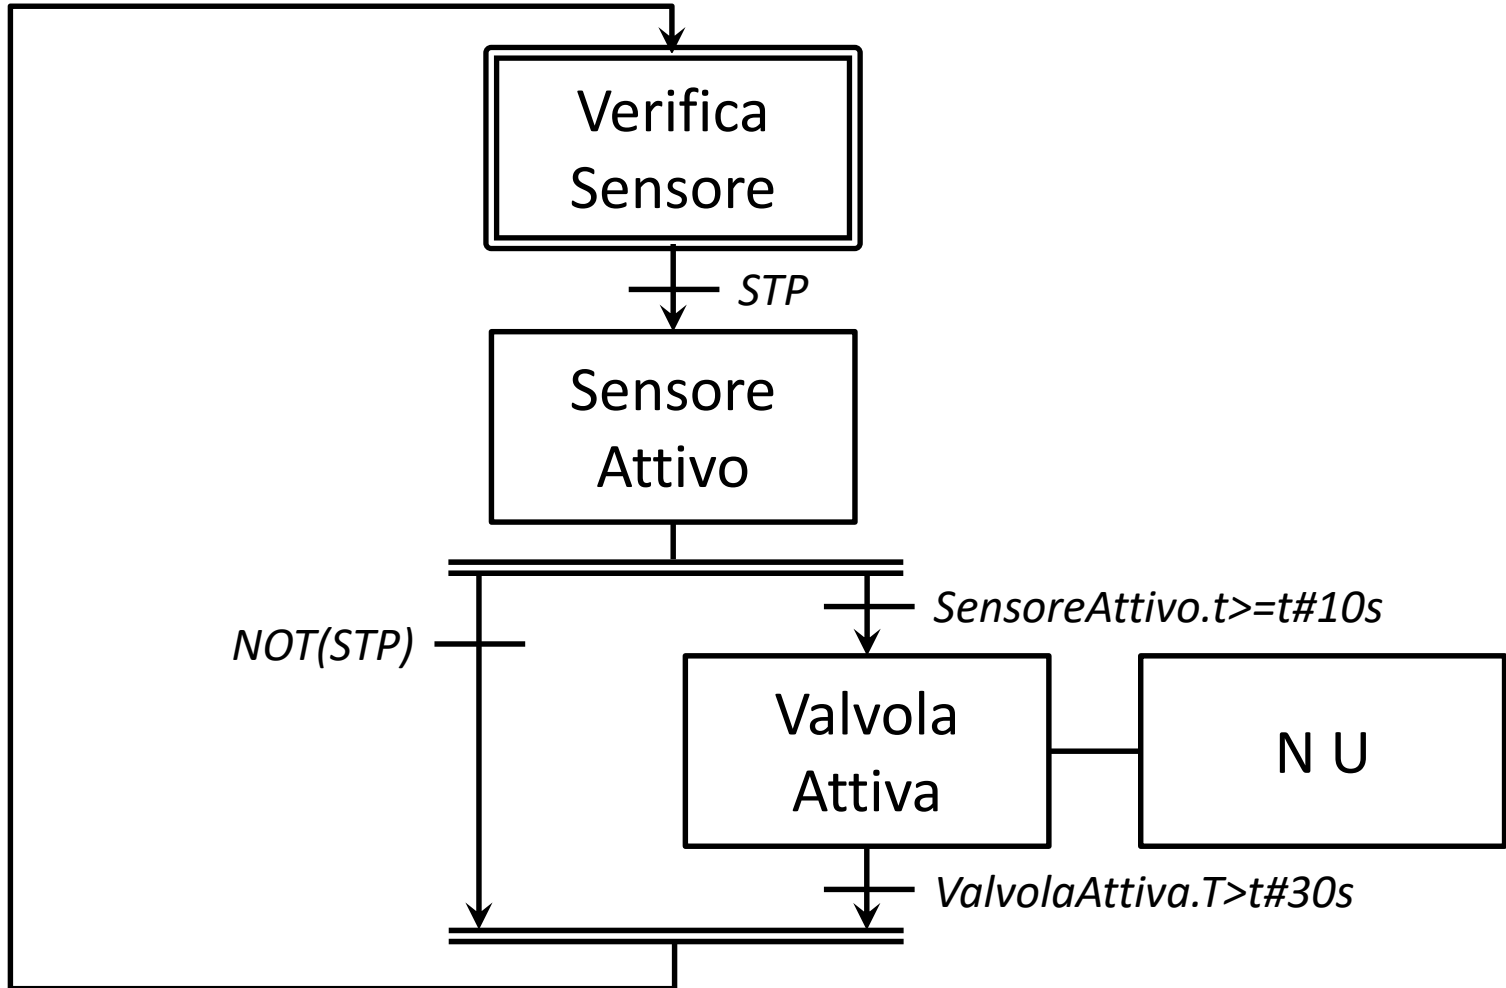 Verifica
Sensore
STP
Sensore
Attivo
SensoreAttivo.t>=t#10s
NOT(STP)
Valvola
Attiva
N U
ValvolaAttiva.T>t#30s